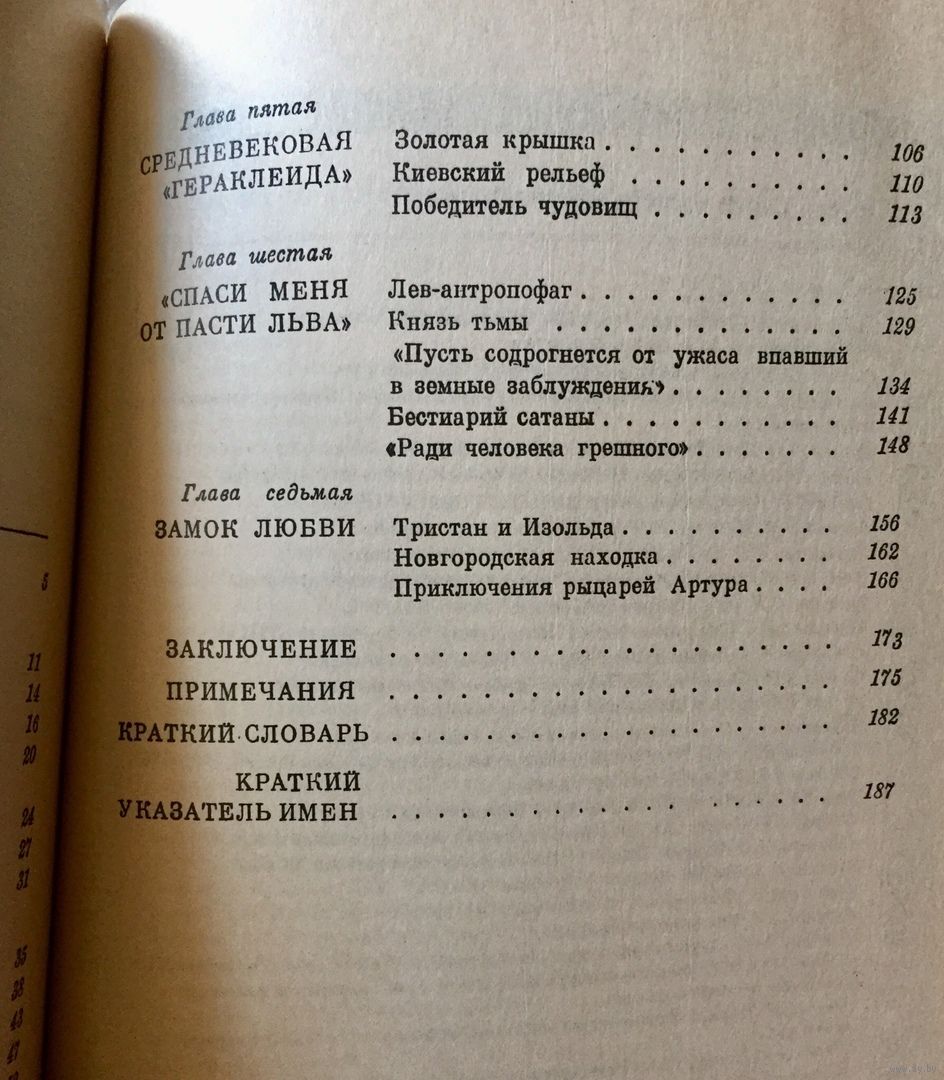 Глава пятая
СРЕДНЕВЕКОВАЯ
«ГЕРАКЛЕИДА»
Золотая крышка . . . . . . . . . . . 106
Киевский рельеф . . . . . . . . . . 110
Победитель чудовищ . . . . . . . . . 113
Глава шестая
«СПАСИ МЕНЯ
ОТ ПАСТИ ЛЬВА»
Лев-антропофаг . . . . . . . . . . . . 125
Князь тьмы . . . . . . . . . . . . . 129
«Пусть содрогнется от ужаса впавший
в земные заблуждения» . . . . . . . . 134
Бестиарий сатаны . . . . . . . . . . . 141
«Ради человека грешного» . . . . . . . 148
Глава седьмая
ЗАМОК ЛЮБВИ
Тристан и Изольда . . . . . . . . . . 156
Новгородская находка . . . . . . . . 162
Приключения рыцарей Артура . . . . 166
ЗАКЛЮЧЕНИЕ . . . . . . . . . . . . . . . . . . 173
ПРИМЕЧАНИЯ . . . . . . . . . . . . . . . . . . 175
КРАТКИЙ СЛОВАРЬ . . . . . . . . . . . . . . . . . . 182
КРАТКИЙ
УКАЗАТЕЛЬ ИМЕН . . . . . . . . . . . . . . . . . 187
5
11
14
16
20
24
27
31
35
38
43
47
www.ay.by